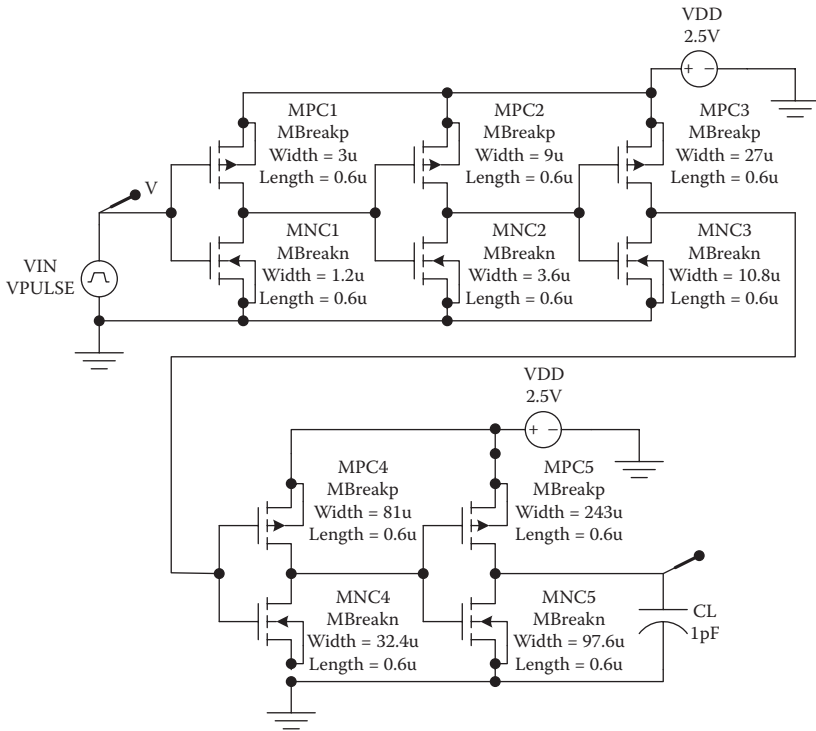 VDD
2.5V
+ −
MPC1
MBreakp
Width = 3u
Length = 0.6u
MPC2
MBreakp
Width = 9u
Length = 0.6u
MPC3
MBreakp
Width = 27u
Length = 0.6u
V
VIN
VPULSE
MNC1
MBreakn
Width = 1.2u
Length = 0.6u
MNC2
MBreakn
Width = 3.6u
Length = 0.6u
MNC3
MBreakn
Width = 10.8u
Length = 0.6u
VDD
2.5V
+ −
MPC4
MBreakp
Width = 81u
Length = 0.6u
MPC5
MBreakp
Width = 243u
Length = 0.6u
MNC4
MBreakn
Width = 32.4u
Length = 0.6u
MNC5
MBreakn
Width = 97.6u
Length = 0.6u
CL
1pF